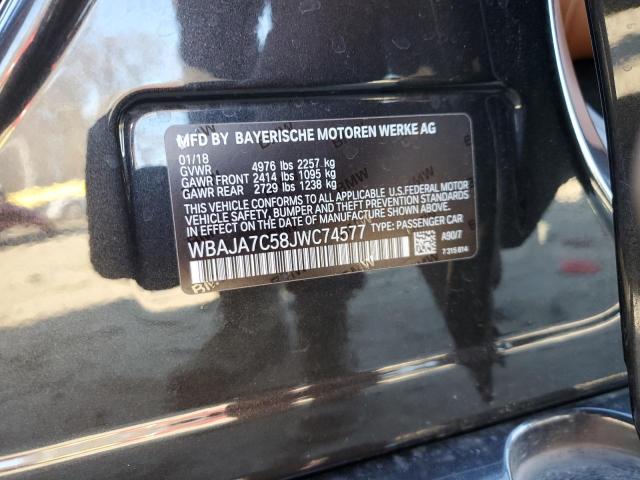 MFD BY BAYERISCHE MOTOREN WERKE AG
01/18
GVWR 4976 lbs 2257 kg
GAWR FRONT 2414 lbs 1095 kg
GAWR REAR 2729 lbs 1238 kg
THIS VEHICLE CONFORMS TO ALL APPLICABLE U.S.FEDERAL MOTOR
VEHICLE SAFETY, BUMPER AND THEFT PREVENTION STANDARDS
IN EFFECT ON THE DATE OF MANUFACTURE SHOWN ABOVE.
WBAJA7C58JWC74577 TYPE: PASSENGER CAR
A90/7
7 315 614